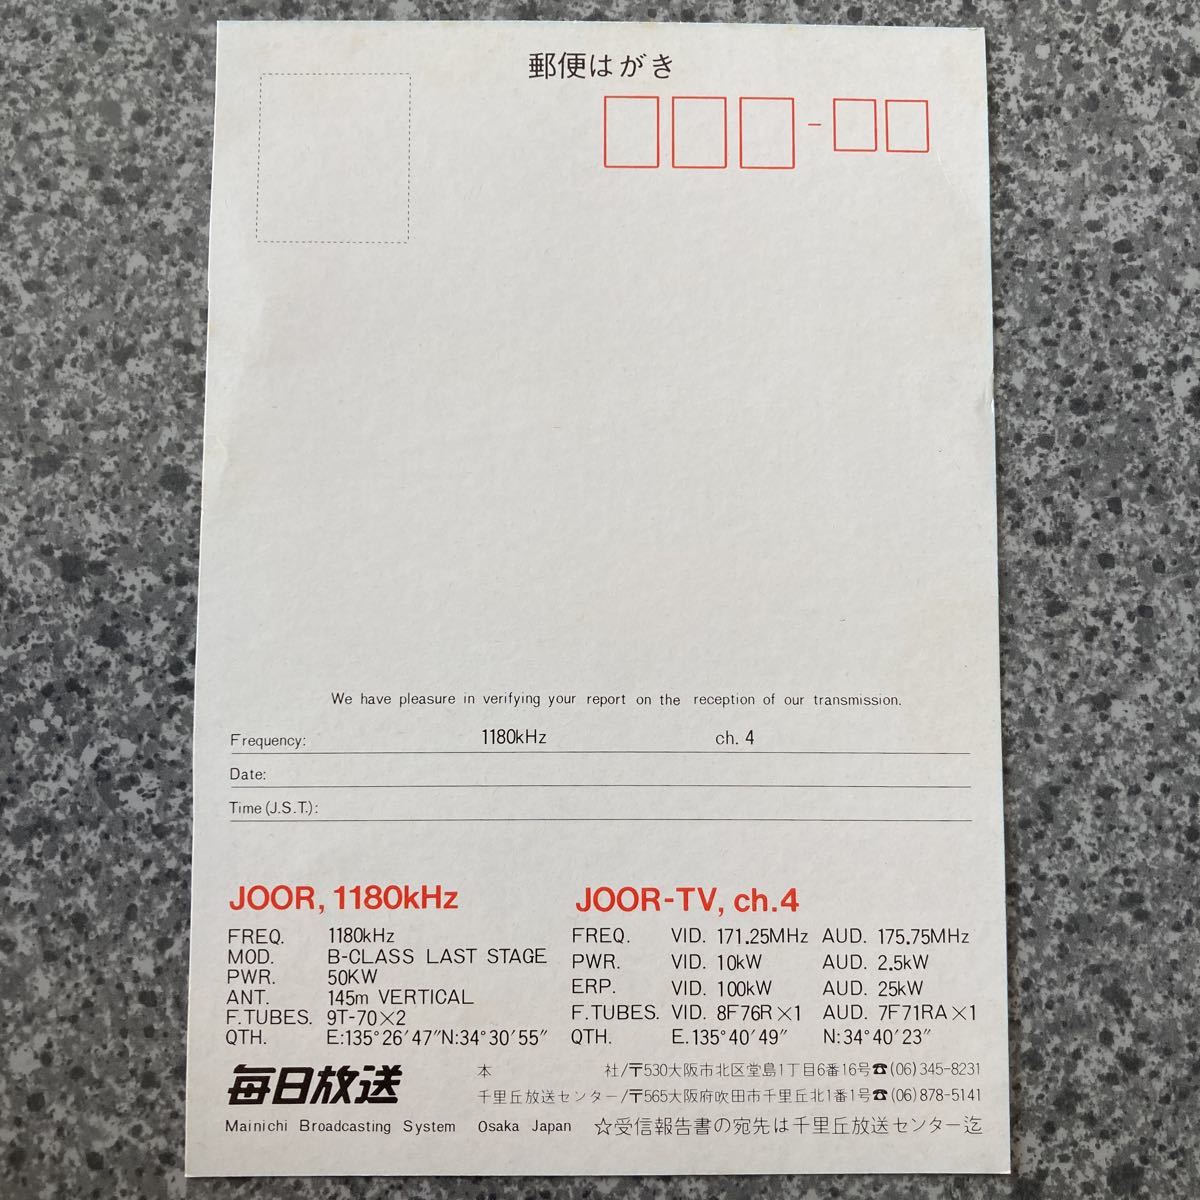 郵便はがき
We have pleasure in verifying your report on the reception of our transmission.
Frequency: 1180kHz ch. 4
Date:
Time (J.S.T.):
JOOR, 1180kHz
FREQ. 1180kHz
MOD. B-CLASS LAST STAGE
PWR. 50KW
ANT. 145m VERTICAL
F.TUBES. 9T-70×2
QTH. E:135°26′47″N:34°30′55″
JOOR-TV, ch.4
FREQ. VID. 171.25MHz AUD. 175.75MHz
PWR. VID. 10kW AUD. 2.5kW
ERP. VID. 100kW AUD. 25kW
F.TUBES. VID. 8F76R×1 AUD. 7F71RA×1
QTH. E.135°40′49″ N:34°40′23″
毎日放送
Mainichi Broadcasting System Osaka Japan
本社/〒530大阪市北区堂島1丁目6番16号☎(06)345-8231
千里丘放送センター/〒565大阪府吹田市千里丘北1番1号☎(06)878-5141
☆受信報告書の宛先は千里丘放送センター迄